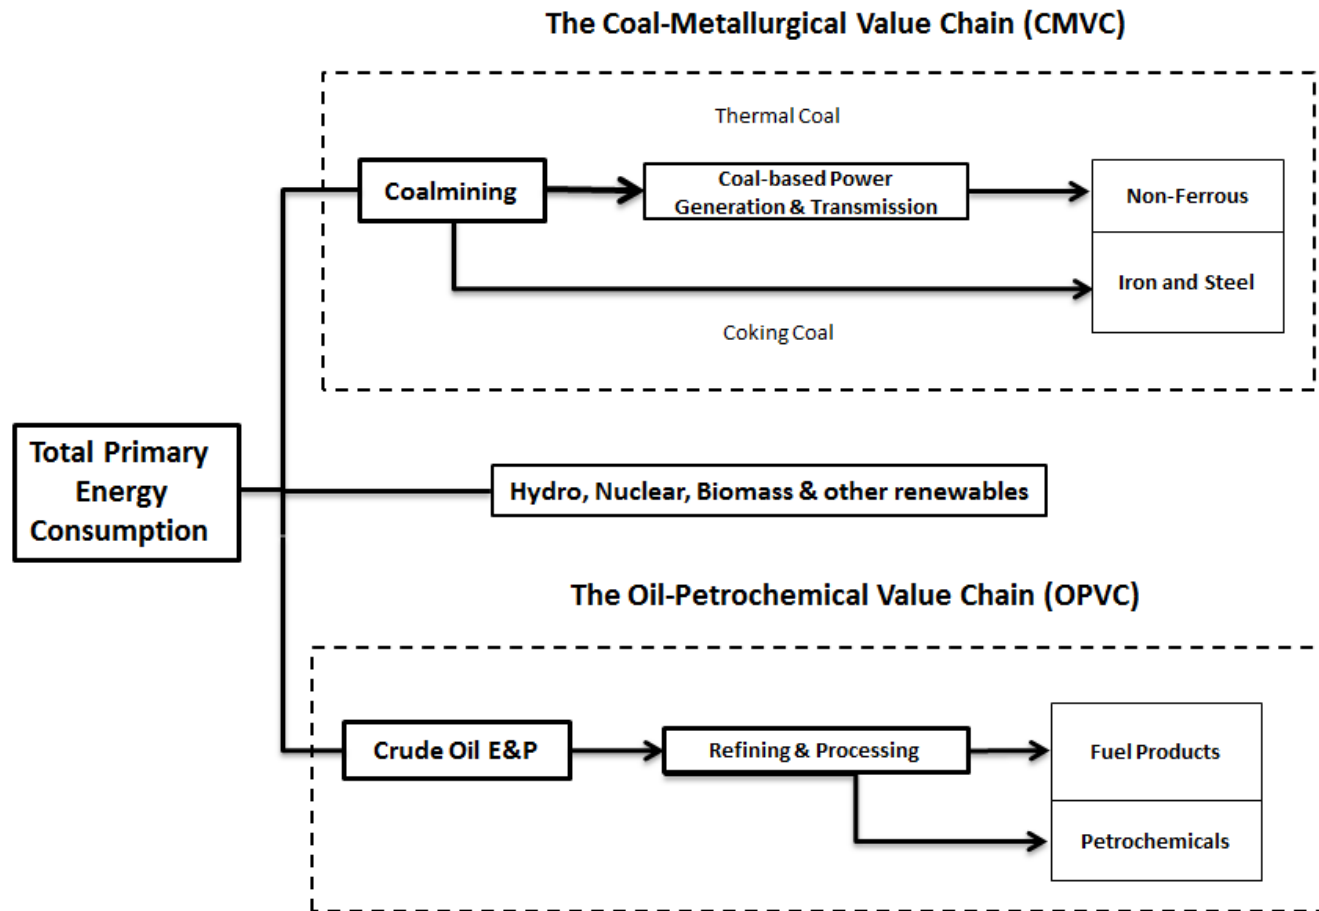 The Coal-Metallurgical Value Chain (CMVC)
Thermal Coal
Coalmining
Coal-based Power
Generation & Transmission
Non-Ferrous
Iron and Steel
Coking Coal
Total Primary
Energy
Consumption
Hydro, Nuclear, Biomass & other renewables
The Oil-Petrochemical Value Chain (OPVC)
Crude Oil E&P
Refining & Processing
Fuel Products
Petrochemicals